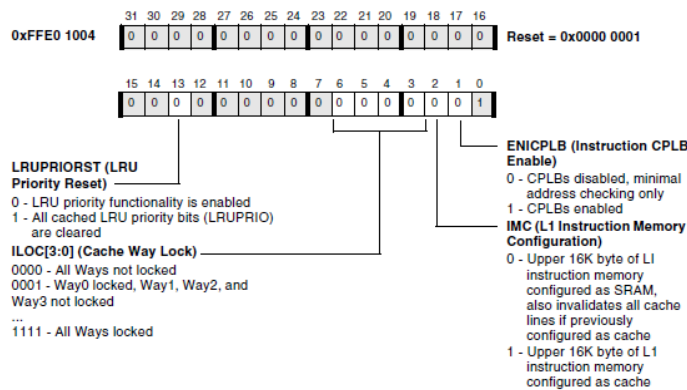 31 30 29 28 27 26 25 24 23 22 21 20 19 18 17 16
0xFFE0 1004 0 0 0 0 0 0 0 0 0 0 0 0 0 0 0 0 Reset = 0x0000 0001
15 14 13 12 11 10 9 8 7 6 5 4 3 2 1 0
0 0 0 0 0 0 0 0 0 0 0 0 0 0 0 1
LRUPRIORST (LRU
Priority Reset)
0 - LRU priority functionality is enabled
1 - All cached LRU priority bits (LRUPRIO)
are cleared
ILOC[3:0] (Cache Way Lock)
0000 - All Ways not locked
0001 - Way0 locked, Way1, Way2, and
Way3 not locked
...
1111 - All Ways locked
ENICPLB (Instruction CPLB
Enable)
0 - CPLBs disabled, minimal
address checking only
1 - CPLBs enabled
IMC (L1 Instruction Memory
Configuration)
0 - Upper 16K byte of LI
instruction memory
configured as SRAM,
also invalidates all cache
lines if previously
configured as cache
1 - Upper 16K byte of L1
instruction memory
configured as cache